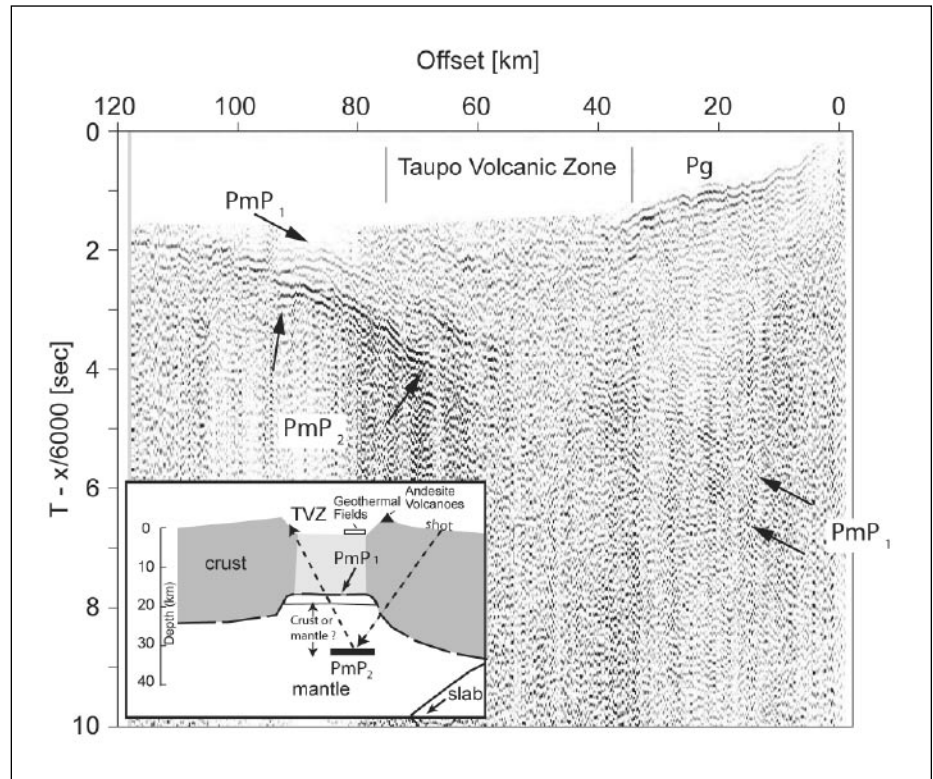 Offset [km]
120 100 80 60 40 20 0
0
2
4
6
8
10
T - x/6000 [sec]
Taupo Volcanic Zone
Pg
PmP1
PmP2
PmP1
Andesite
Volcanoes
Geothermal
Fields
TVZ
shot
PmP1
crust
0
10
20
30
40
Depth (km)
Crust or
mantle ?
PmP2
mantle
slab